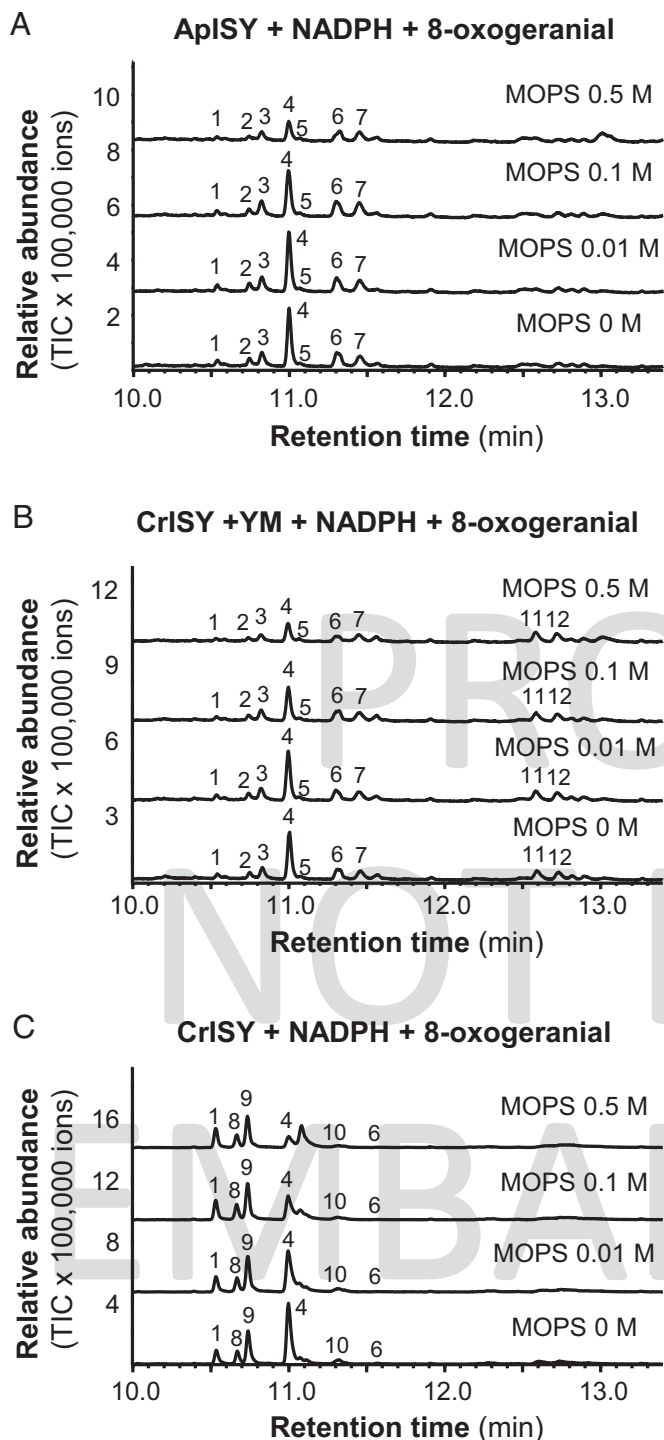 A
ApISY + NADPH + 8-oxogeranial
Relative abundance
(TIC x 100,000 ions)
10
8
6
4
2
1 2 3 4 5 6 7 MOPS 0.5 M
1 2 3 4 5 6 7 MOPS 0.1 M
1 2 3 4 5 6 7 MOPS 0.01 M
1 2 3 4 5 6 7 MOPS 0 M
10.0 11.0 12.0 13.0
Retention time (min)
B
CrISY +YM + NADPH + 8-oxogeranial
Relative abundance
(TIC x 100,000 ions)
12
9
6
3
1 2 3 4 5 6 7 11 12 MOPS 0.5 M
1 2 3 4 5 6 7 11 12 MOPS 0.1 M
1 2 3 4 5 6 7 11 12 MOPS 0.01 M
1 2 3 4 5 6 7 11 12 MOPS 0 M
10.0 11.0 12.0 13.0
Retention time (min)
C
CrISY + NADPH + 8-oxogeranial
Relative abundance
(TIC x 100,000 ions)
16
12
8
4
1 8 9 4 10 6 MOPS 0.5 M
1 8 9 4 10 6 MOPS 0.1 M
1 8 9 4 10 6 MOPS 0.01 M
1 8 9 4 10 6 MOPS 0 M
10.0 11.0 12.0 13.0
Retention time (min)
PRO
NOT
EMBA